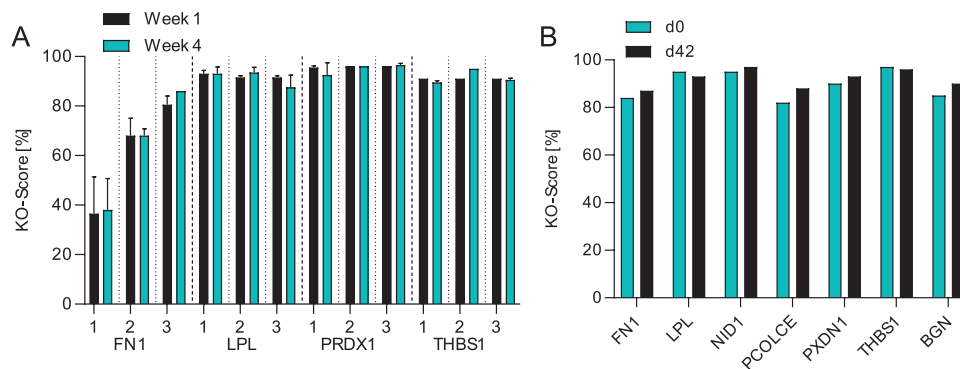 A
Week 1
Week 4
KO-Score [%]
100
80
60
40
20
0
1 2 3 1 2 3 1 2 3 1 2 3
FN1 LPL PRDX1 THBS1
B
d0
d42
KO-Score [%]
100
80
60
40
20
0
FN1 LPL NID1 PCOLCE PXDN1 THBS1 BGN